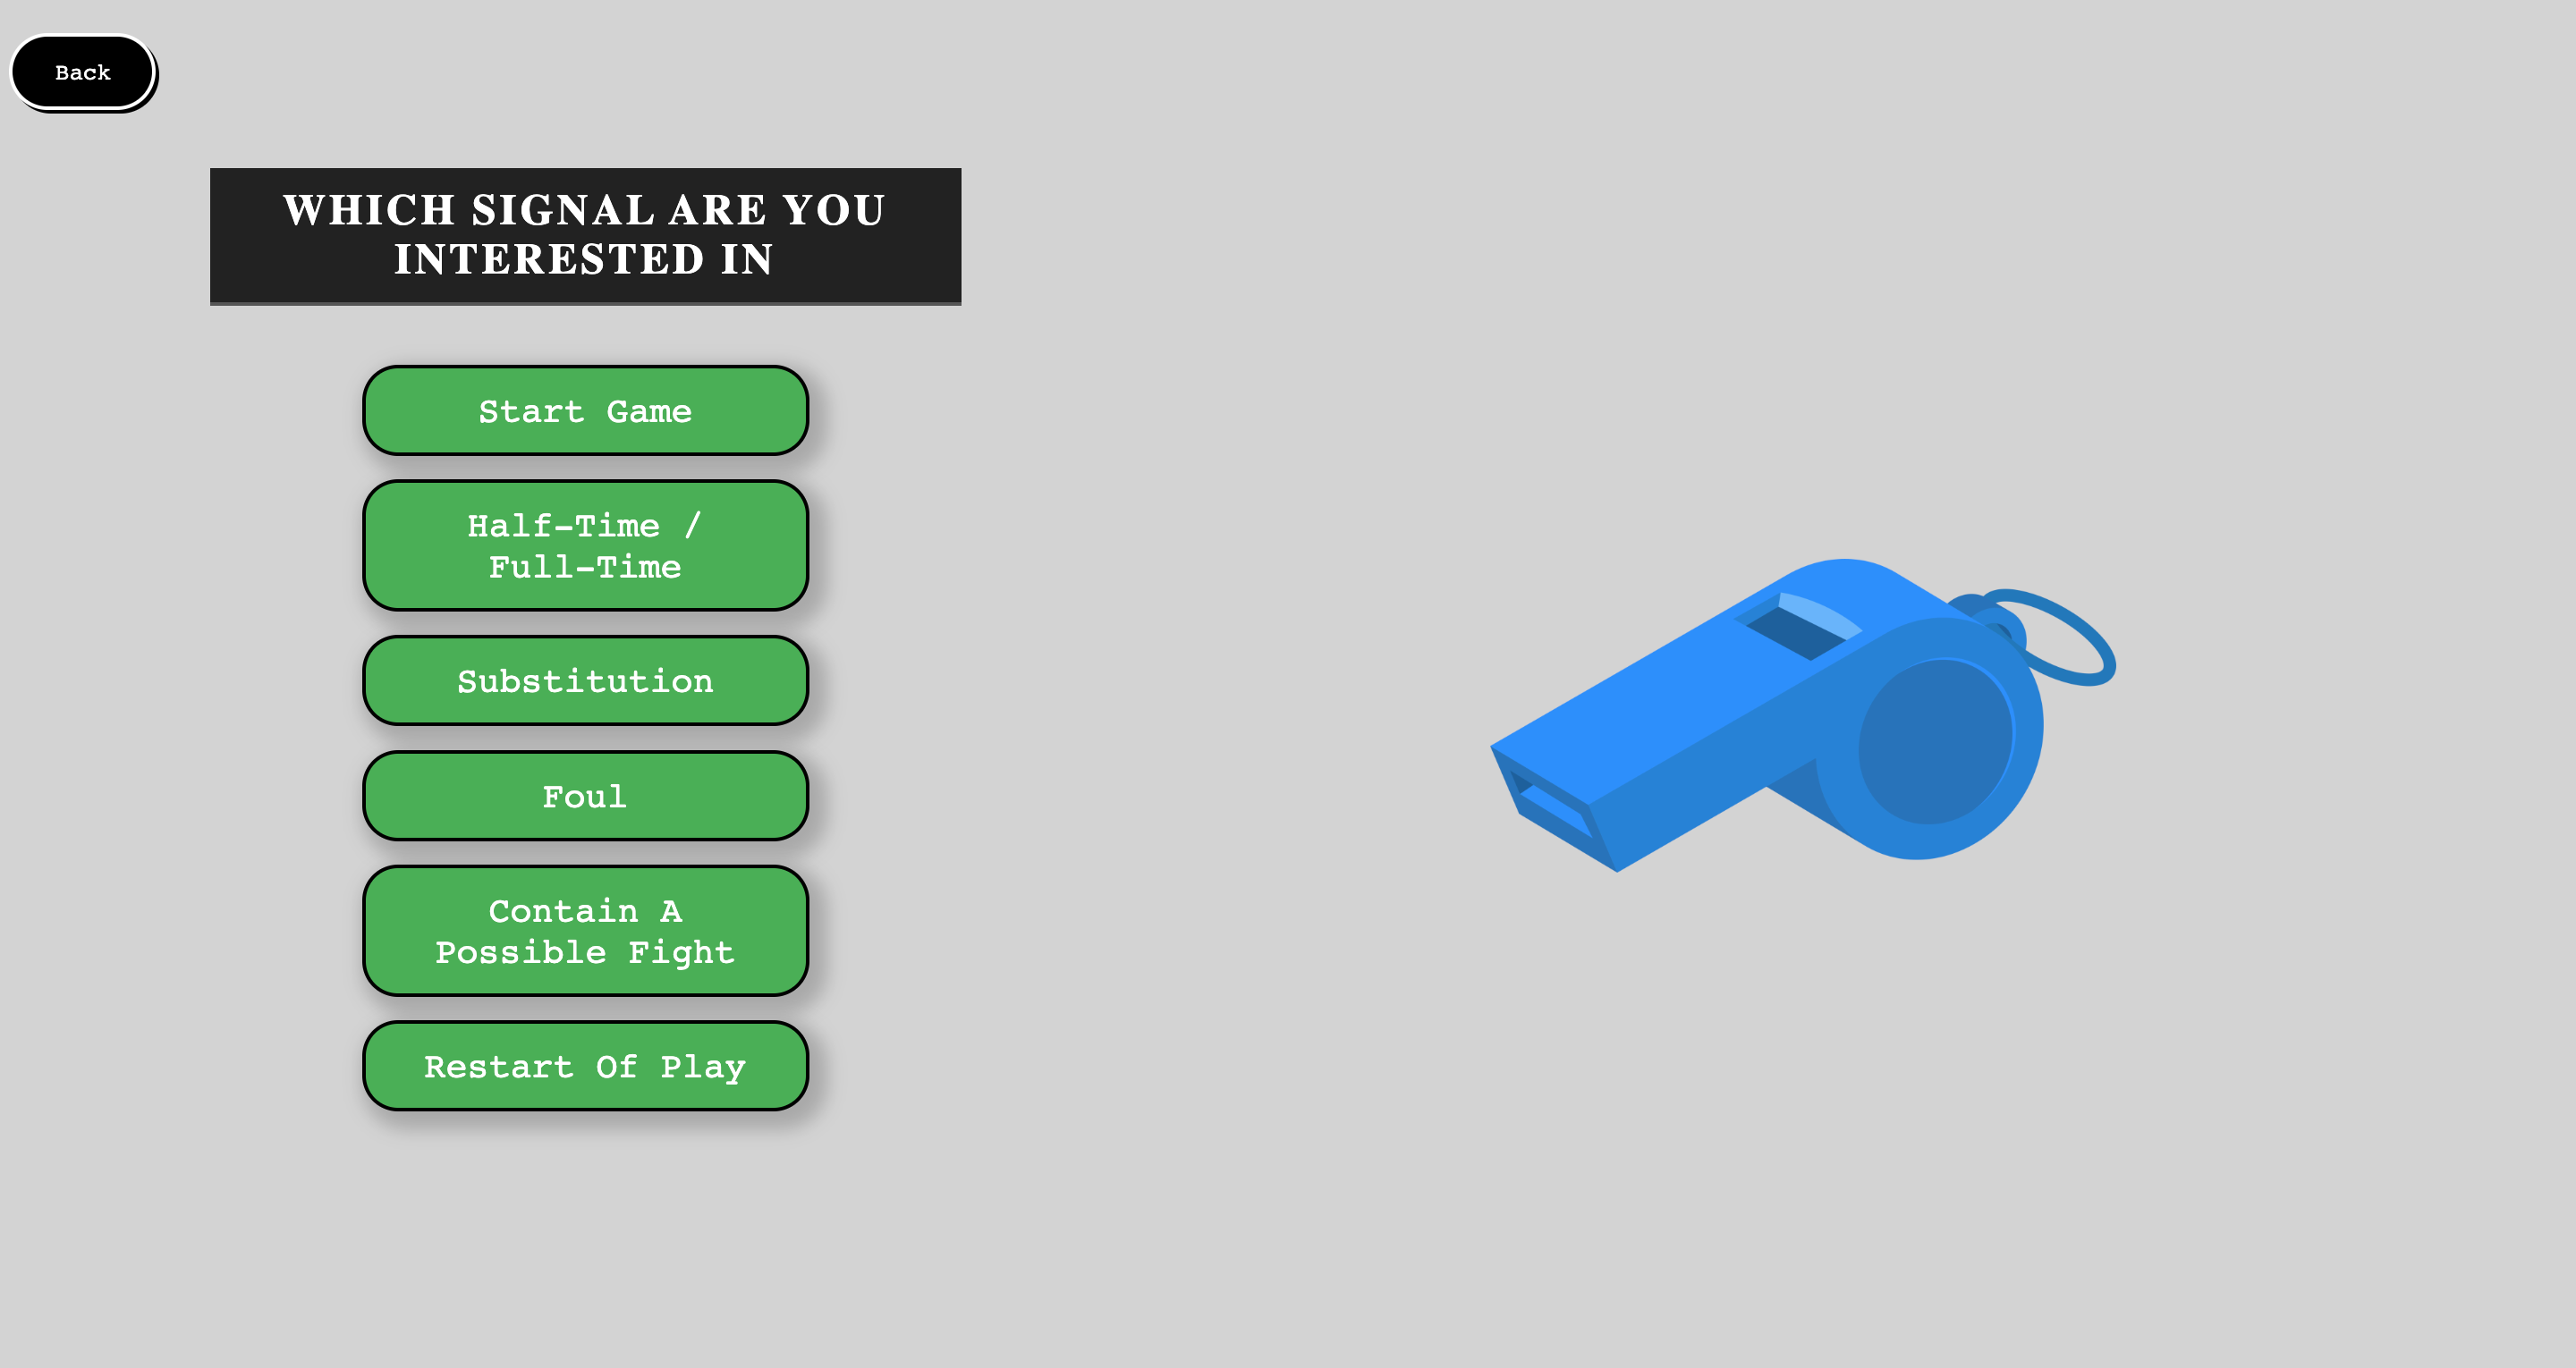 Back
WHICH SIGNAL ARE YOU
INTERESTED IN
Start Game
Half-Time /
Full-Time
Substitution
Foul
Contain A
Possible Fight
Restart Of Play